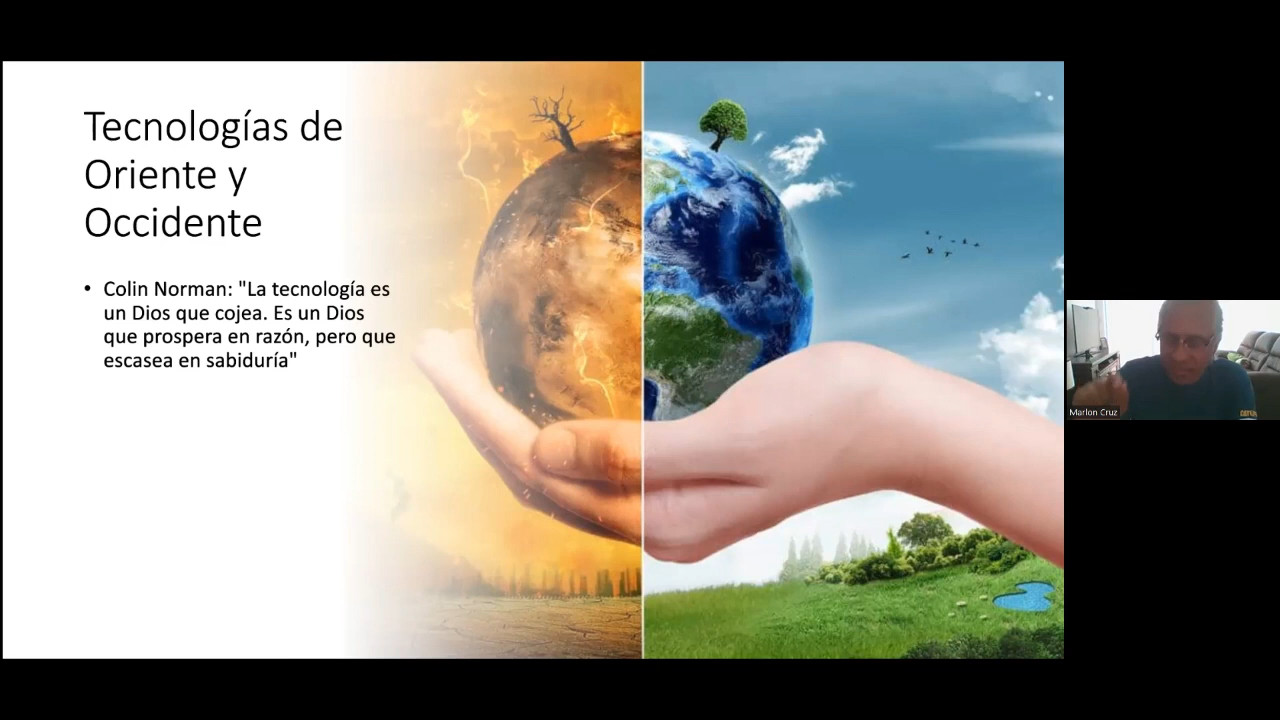 Tecnologías de
Oriente y
Occidente
• Colin Norman: "La tecnología es
un Dios que cojea. Es un Dios
que prospera en razón, pero que
escasea en sabiduría"
Marlon Cruz